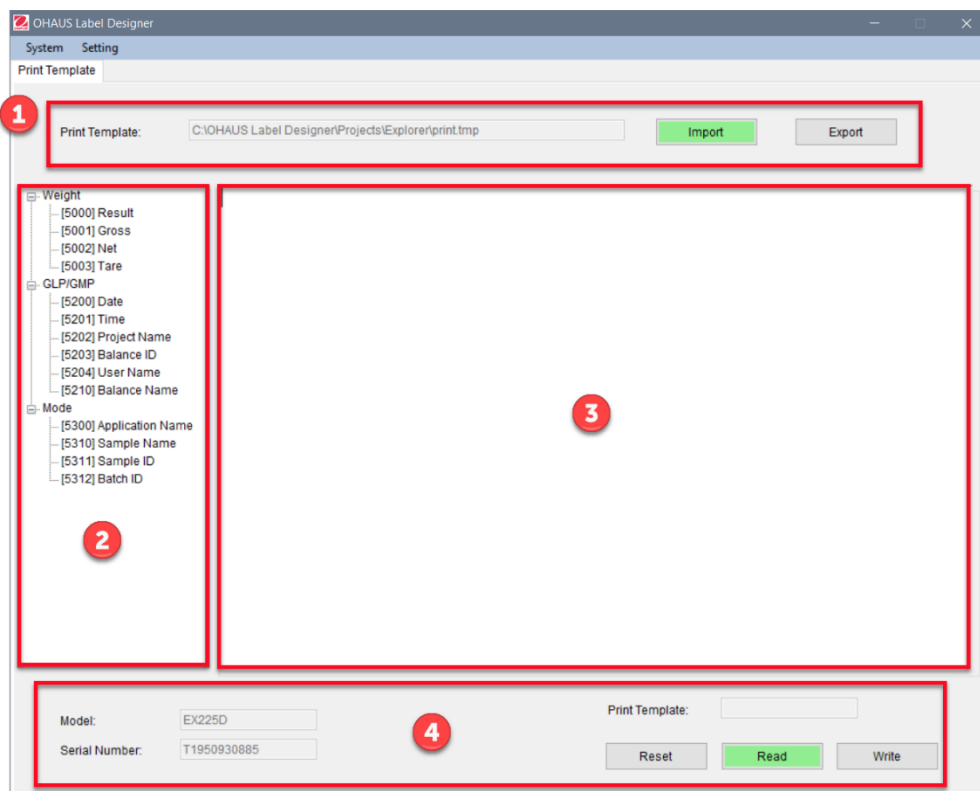 OHAUS Label Designer
System Setting
Print Template
1
Print Template: C:\OHAUS Label Designer\Projects\Explorer\print.tmp Import Export
Weight
[5000] Result
[5001] Gross
[5002] Net
[5003] Tare
GLP/GMP
[5200] Date
[5201] Time
[5202] Project Name
[5203] Balance ID
[5204] User Name
[5210] Balance Name
Mode
[5300] Application Name
[5310] Sample Name
[5311] Sample ID
[5312] Batch ID
2
3
Model: EX225D Print Template:
4
Serial Number: T1950930885 Reset Read Write